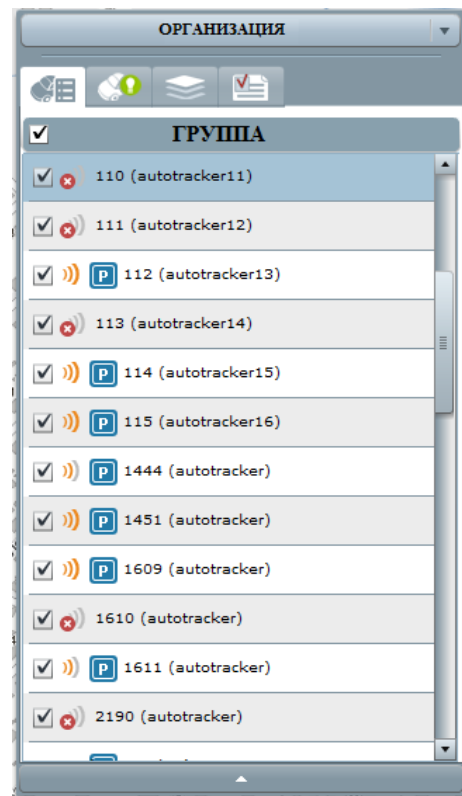 ОРГАНИЗАЦИЯ
ГРУППА
110 (autotracker11)
111 (autotracker12)
P 112 (autotracker13)
113 (autotracker14)
P 114 (autotracker15)
P 115 (autotracker16)
P 1444 (autotracker)
P 1451 (autotracker)
P 1609 (autotracker)
1610 (autotracker)
P 1611 (autotracker)
2190 (autotracker)